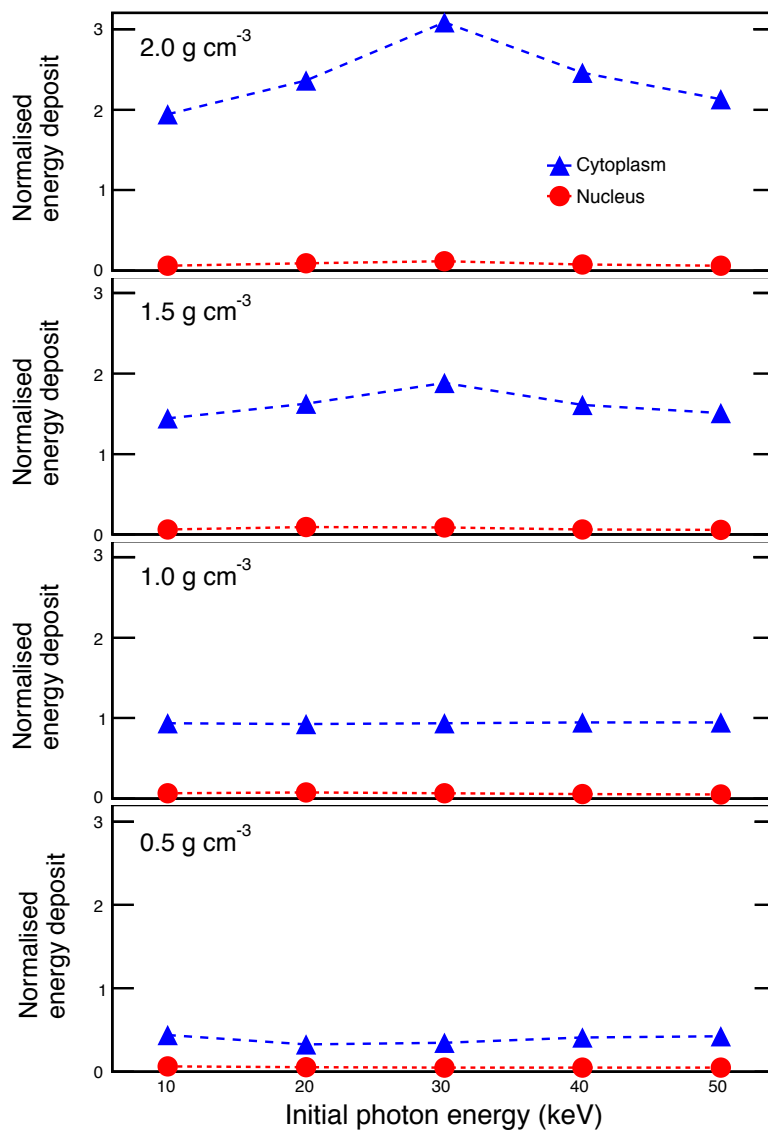 3
2.0 g cm-3
2
1
0
Normalised
energy deposit
Cytoplasm
Nucleus
3
1.5 g cm-3
2
1
0
Normalised
energy deposit
3
1.0 g cm-3
2
1
0
Normalised
energy deposit
3
0.5 g cm-3
2
1
0
Normalised
energy deposit
10 20 30 40 50
Initial photon energy (keV)